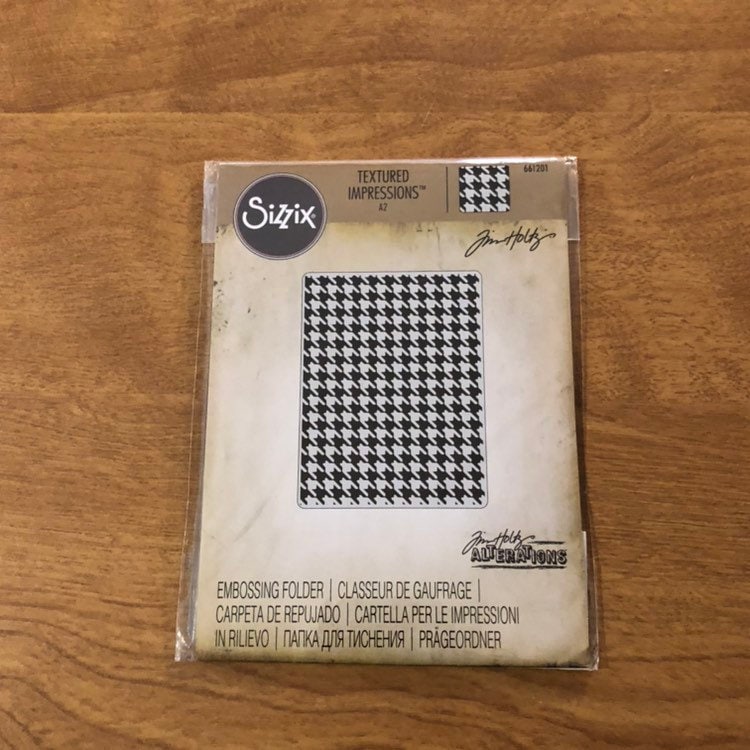 Sizzix®
TEXTURED
IMPRESSIONS™
A2
661201
Tim Holtz
Tim Holtz
ALTERATIONS
EMBOSSING FOLDER | CLASSEUR DE GAUFRAGE |
CARPETA DE REPUJADO | CARTELLA PER LE IMPRESSIONI
IN RILIEVO | ПАПКА ДЛЯ ТИСНЕНИЯ | PRÄGEORDNER